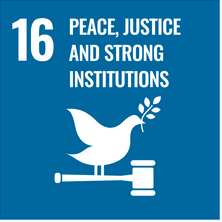 16 PEACE, JUSTICE
AND STRONG
INSTITUTIONS